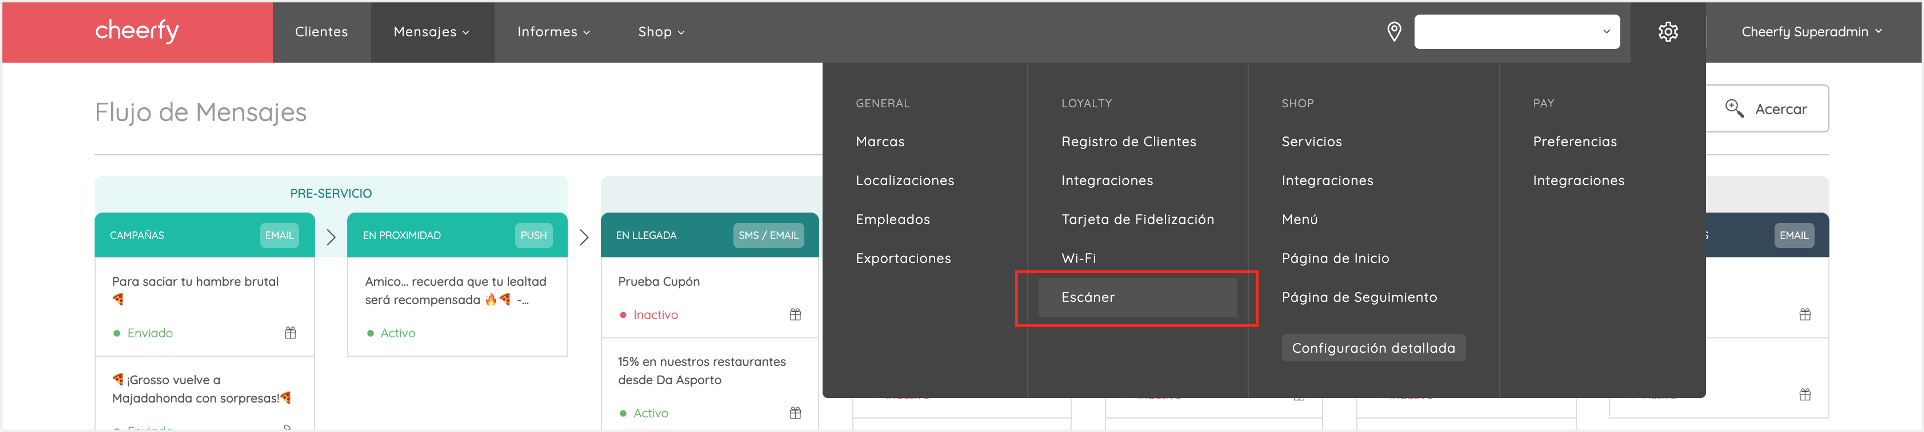 cheerfy
Clientes
Mensajes
Informes
Shop
Cheerfy Superadmin
Flujo de Mensajes
Acercar
GENERAL
Marcas
Localizaciones
Empleados
Exportaciones
LOYALTY
Registro de Clientes
Integraciones
Tarjeta de Fidelización
Wi-Fi
Escáner
SHOP
Servicios
Integraciones
Menú
Página de Inicio
Página de Seguimiento
Configuración detallada
PAY
Preferencias
Integraciones
PRE-SERVICIO
CAMPAÑAS
EMAIL
Para saciar tu hambre brutal
🍕
Enviado
🍕 ¡Grosso vuelve a
Majadahonda con sorpresas!🍕
EN PROXIMIDAD
PUSH
Amico... recuerda que tu lealtad
será recompensada 🔥🍕 -...
Activo
EN LLEGADA
SMS / EMAIL
Prueba Cupón
Inactivo
15% en nuestros restaurantes
desde Da Asporto
Activo
S
EMAIL